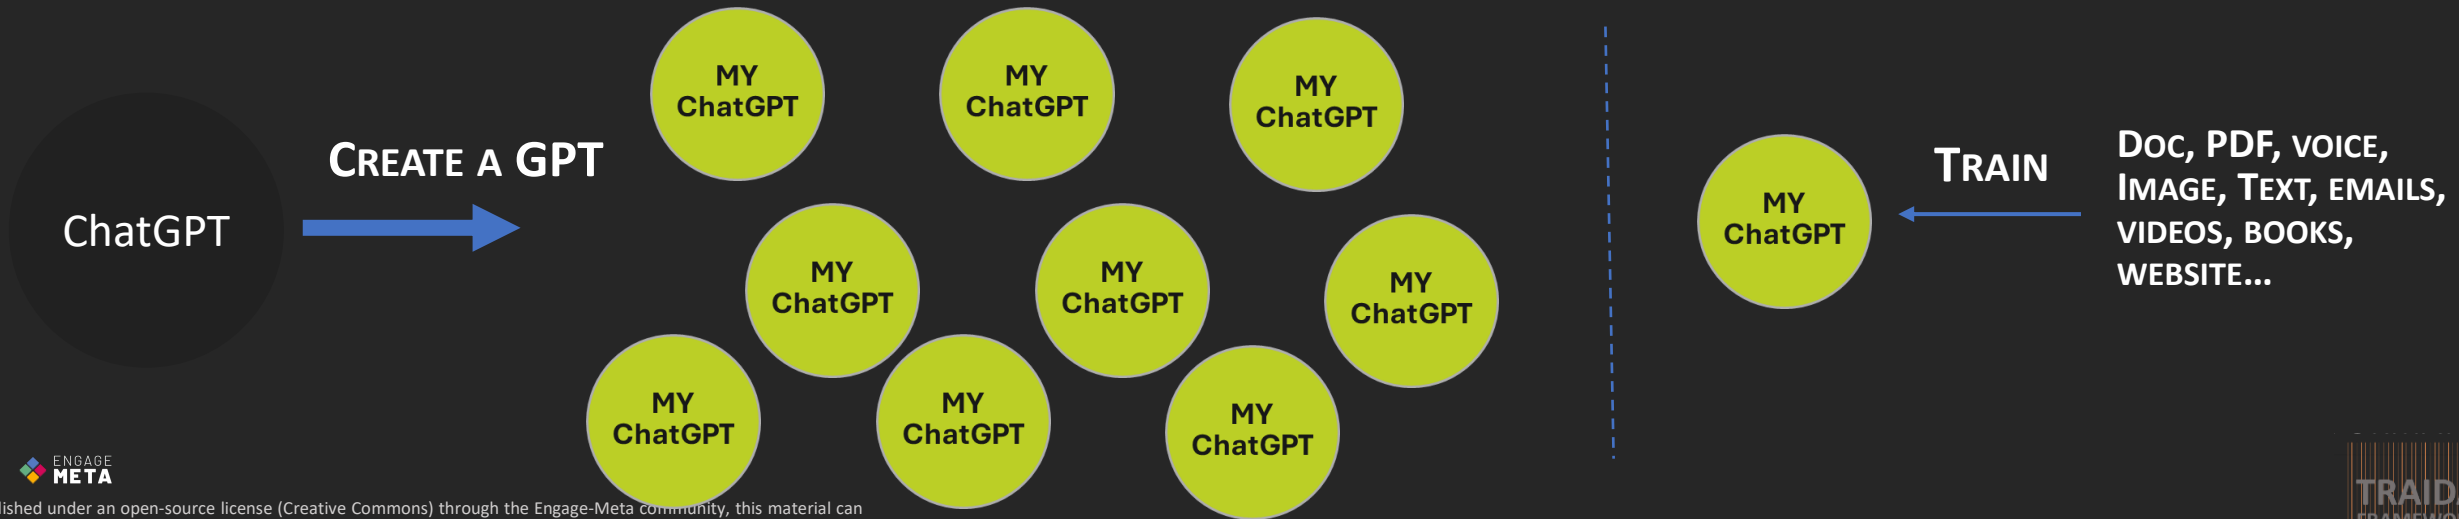 ChatGPT
CREATE A GPT
MY
ChatGPT
MY
ChatGPT
MY
ChatGPT
MY
ChatGPT
MY
ChatGPT
MY
ChatGPT
MY
ChatGPT
MY
ChatGPT
MY
ChatGPT
MY
ChatGPT
TRAIN
DOC, PDF, VOICE,
IMAGE, TEXT, EMAILS,
VIDEOS, BOOKS,
WEBSITE...
ENGAGE
META
under an open-source license (Creative Commons) through the Engage-Meta community, this material can